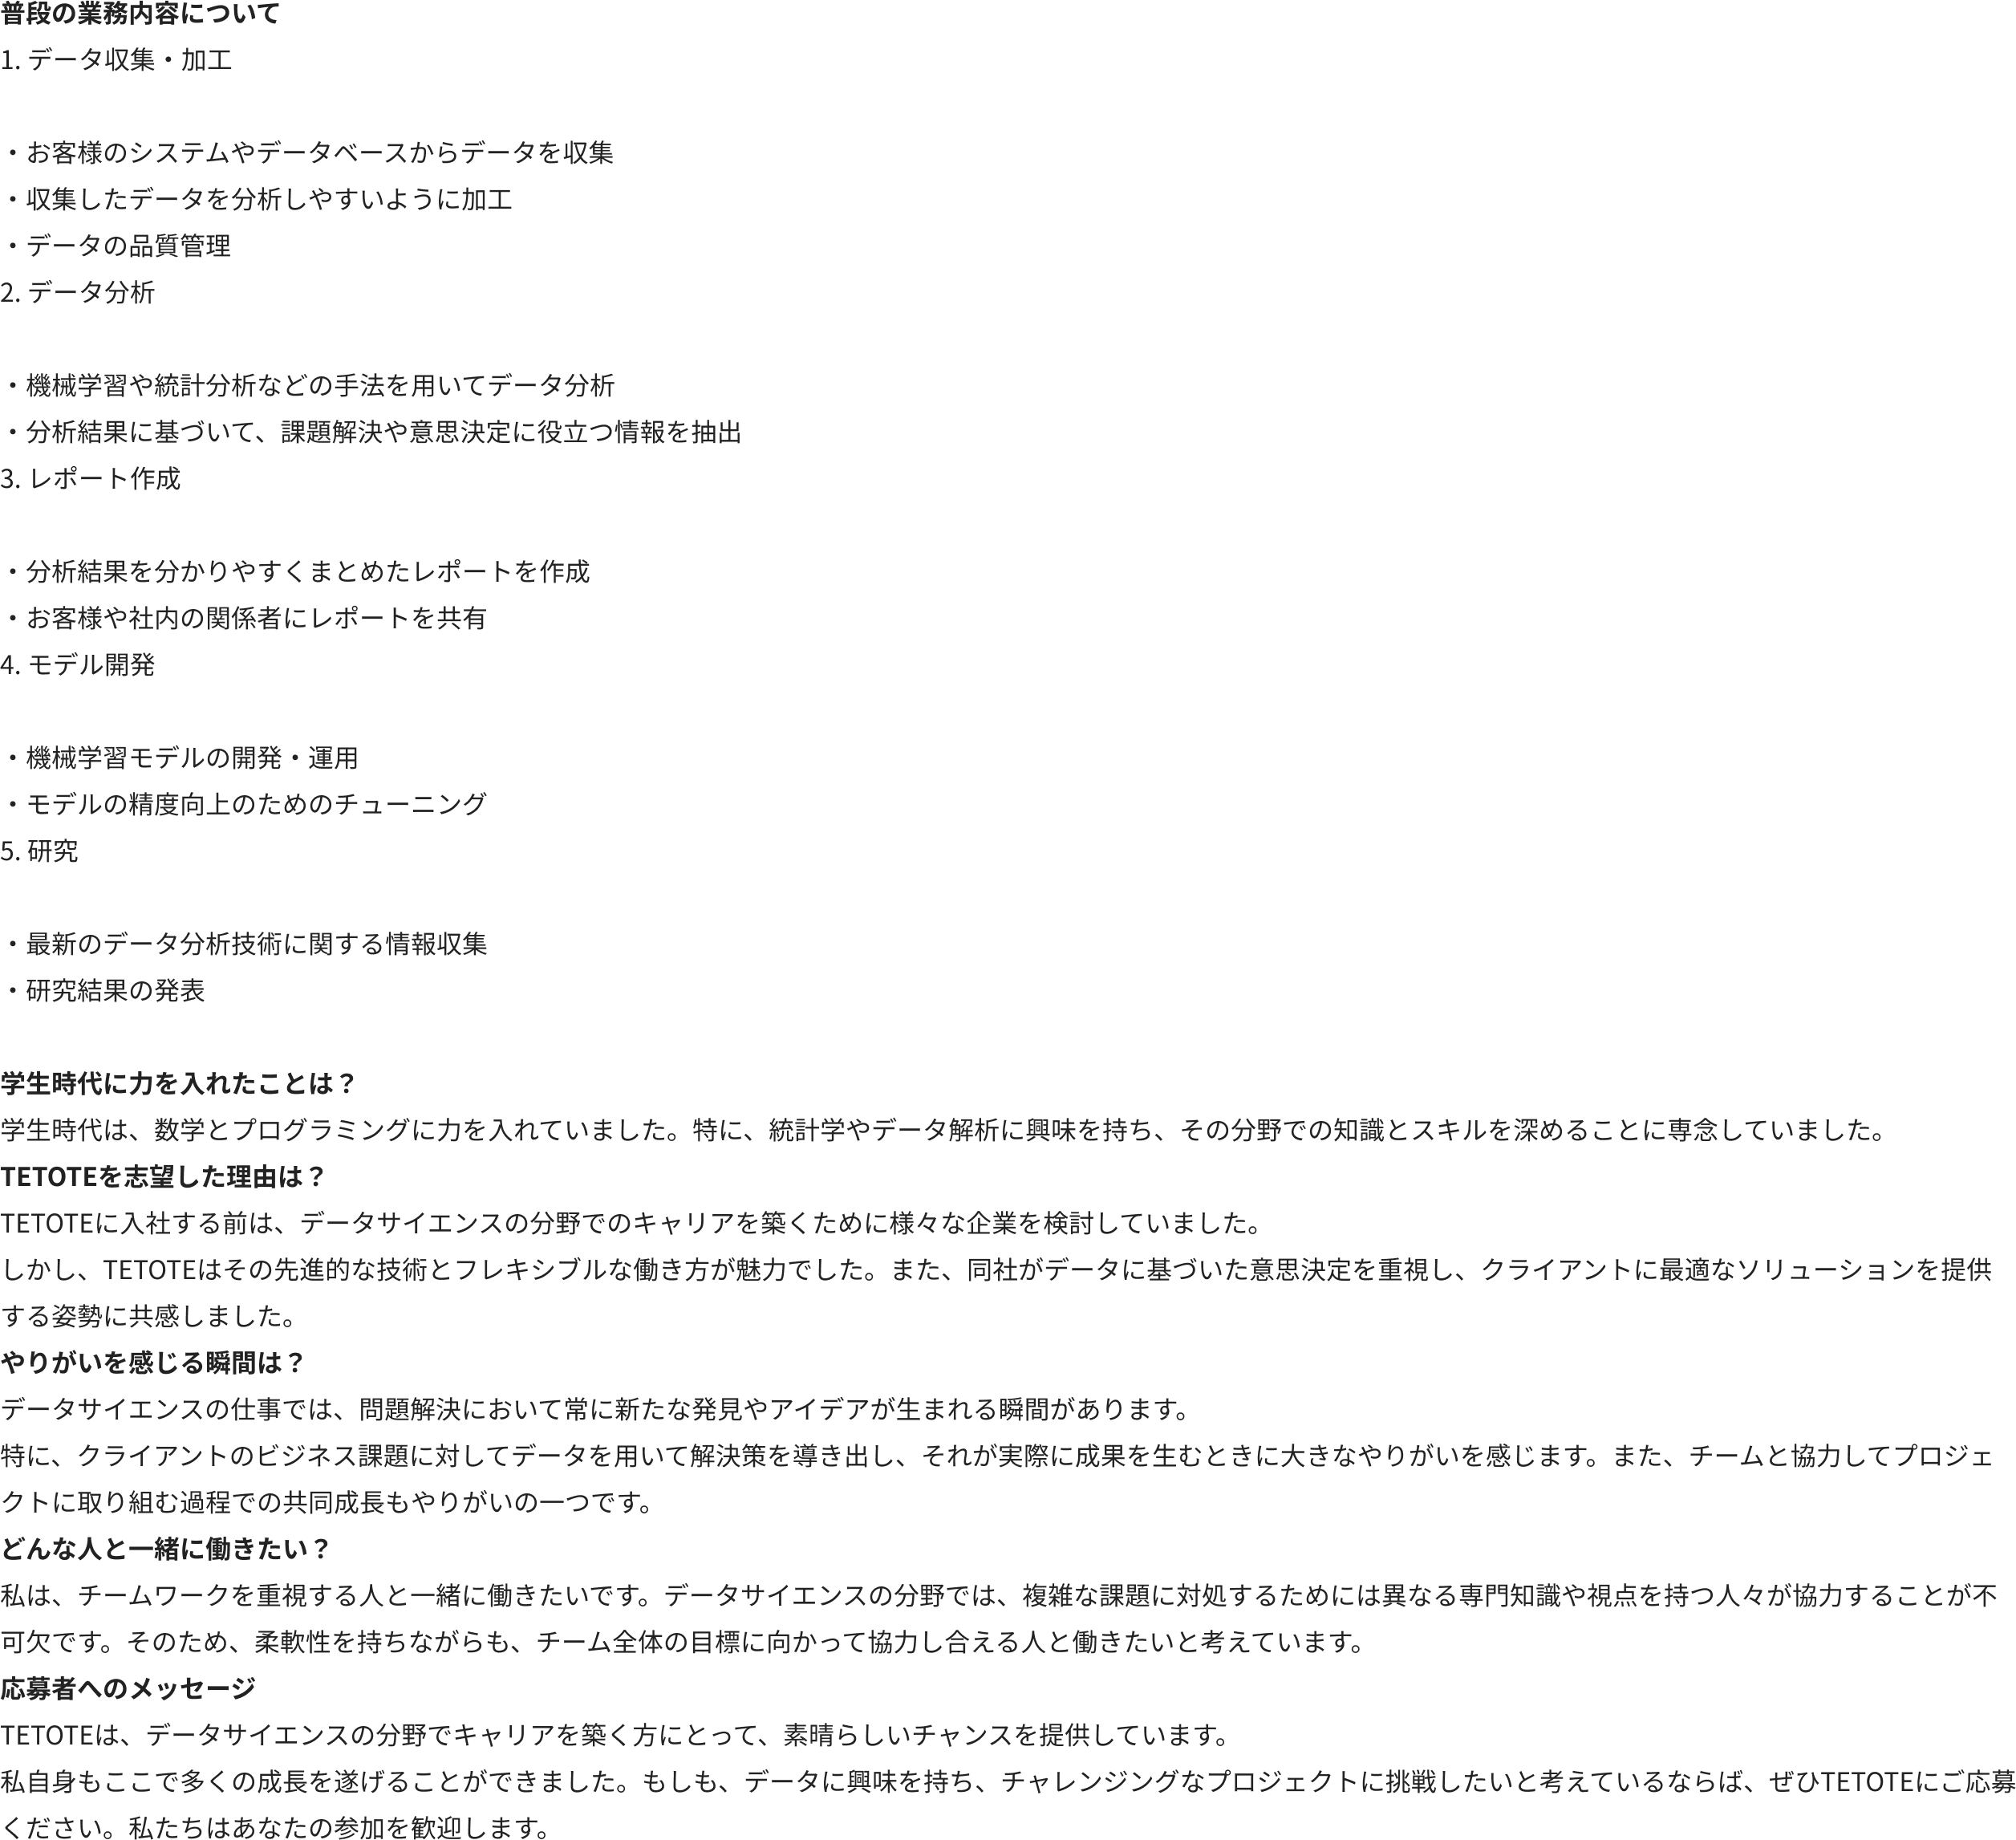 普段の業務内容について
1. データ収集・加工
・お客様のシステムやデータベースからデータを収集
・収集したデータを分析しやすいように加工
・データの品質管理
2. データ分析
・機械学習や統計分析などの手法を用いてデータ分析
・分析結果に基づいて、課題解決や意思決定に役立つ情報を抽出
3. レポート作成
・分析結果を分かりやすくまとめたレポートを作成
・お客様や社内の関係者にレポートを共有
4. モデル開発
・機械学習モデルの開発・運用
・モデルの精度向上のためのチューニング
5. 研究
・最新のデータ分析技術に関する情報収集
・研究結果の発表
学生時代に力を入れたことは？
学生時代は、数学とプログラミングに力を入れていました。特に、統計学やデータ解析に興味を持ち、その分野での知識とスキルを深めることに専念していました。
TETOTEを志望した理由は？
TETOTEに入社する前は、データサイエンスの分野でのキャリアを築くために様々な企業を検討していました。
しかし、TETOTEはその先進的な技術とフレキシブルな働き方が魅力でした。また、同社がデータに基づいた意思決定を重視し、クライアントに最適なソリューションを提供
する姿勢に共感しました。
やりがいを感じる瞬間は？
データサイエンスの仕事では、問題解決において常に新たな発見やアイデアが生まれる瞬間があります。
特に、クライアントのビジネス課題に対してデータを用いて解決策を導き出し、それが実際に成果を生むときに大きなやりがいを感じます。また、チームと協力してプロジェ
クトに取り組む過程での共同成長もやりがいの一つです。
どんな人と一緒に働きたい？
私は、チームワークを重視する人と一緒に働きたいです。データサイエンスの分野では、複雑な課題に対処するためには異なる専門知識や視点を持つ人々が協力することが不
可欠です。そのため、柔軟性を持ちながらも、チーム全体の目標に向かって協力し合える人と働きたいと考えています。
応募者へのメッセージ
TETOTEは、データサイエンスの分野でキャリアを築く方にとって、素晴らしいチャンスを提供しています。
私自身もここで多くの成長を遂げることができました。もしも、データに興味を持ち、チャレンジングなプロジェクトに挑戦したいと考えているならば、ぜひTETOTEにご応募
ください。私たちはあなたの参加を歓迎します。